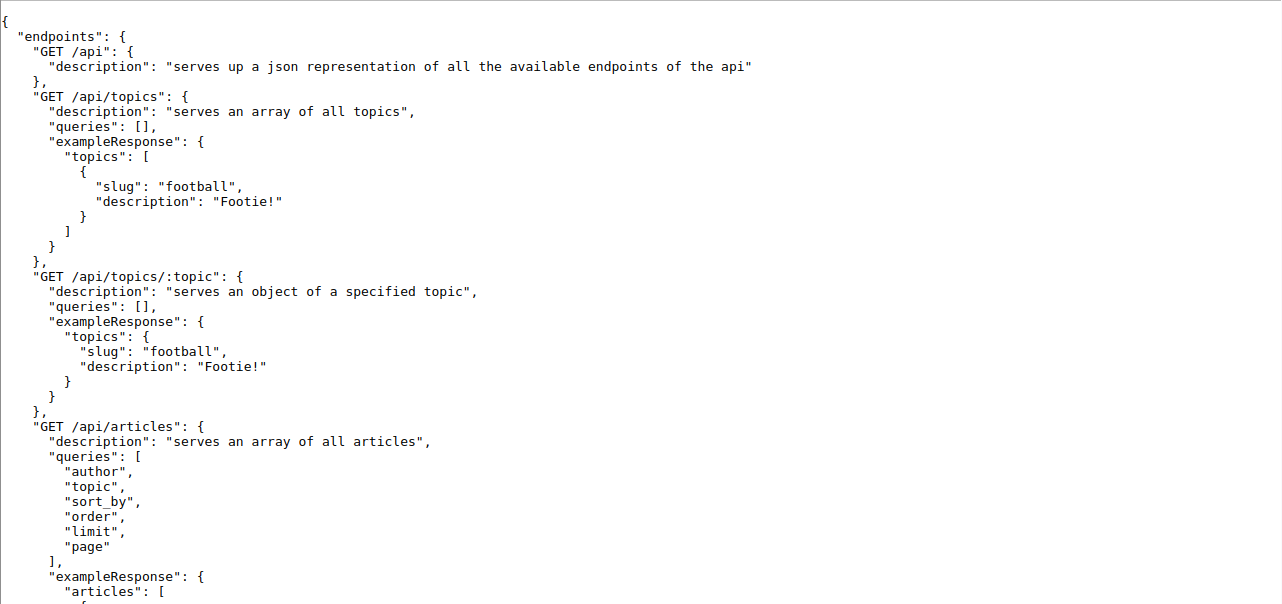 {
  "endpoints": {
    "GET /api": {
      "description": "serves up a json representation of all the available endpoints of the api"
    },
    "GET /api/topics": {
      "description": "serves an array of all topics",
      "queries": [],
      "exampleResponse": {
        "topics": [
          {
            "slug": "football",
            "description": "Footie!"
          }
        ]
      }
    },
    "GET /api/topics/:topic": {
      "description": "serves an object of a specified topic",
      "queries": [],
      "exampleResponse": {
        "topics": {
          "slug": "football",
          "description": "Footie!"
        }
      }
    },
    "GET /api/articles": {
      "description": "serves an array of all articles",
      "queries": [
        "author",
        "topic",
        "sort_by",
        "order",
        "limit",
        "page"
      ],
      "exampleResponse": {
        "articles": [
          {